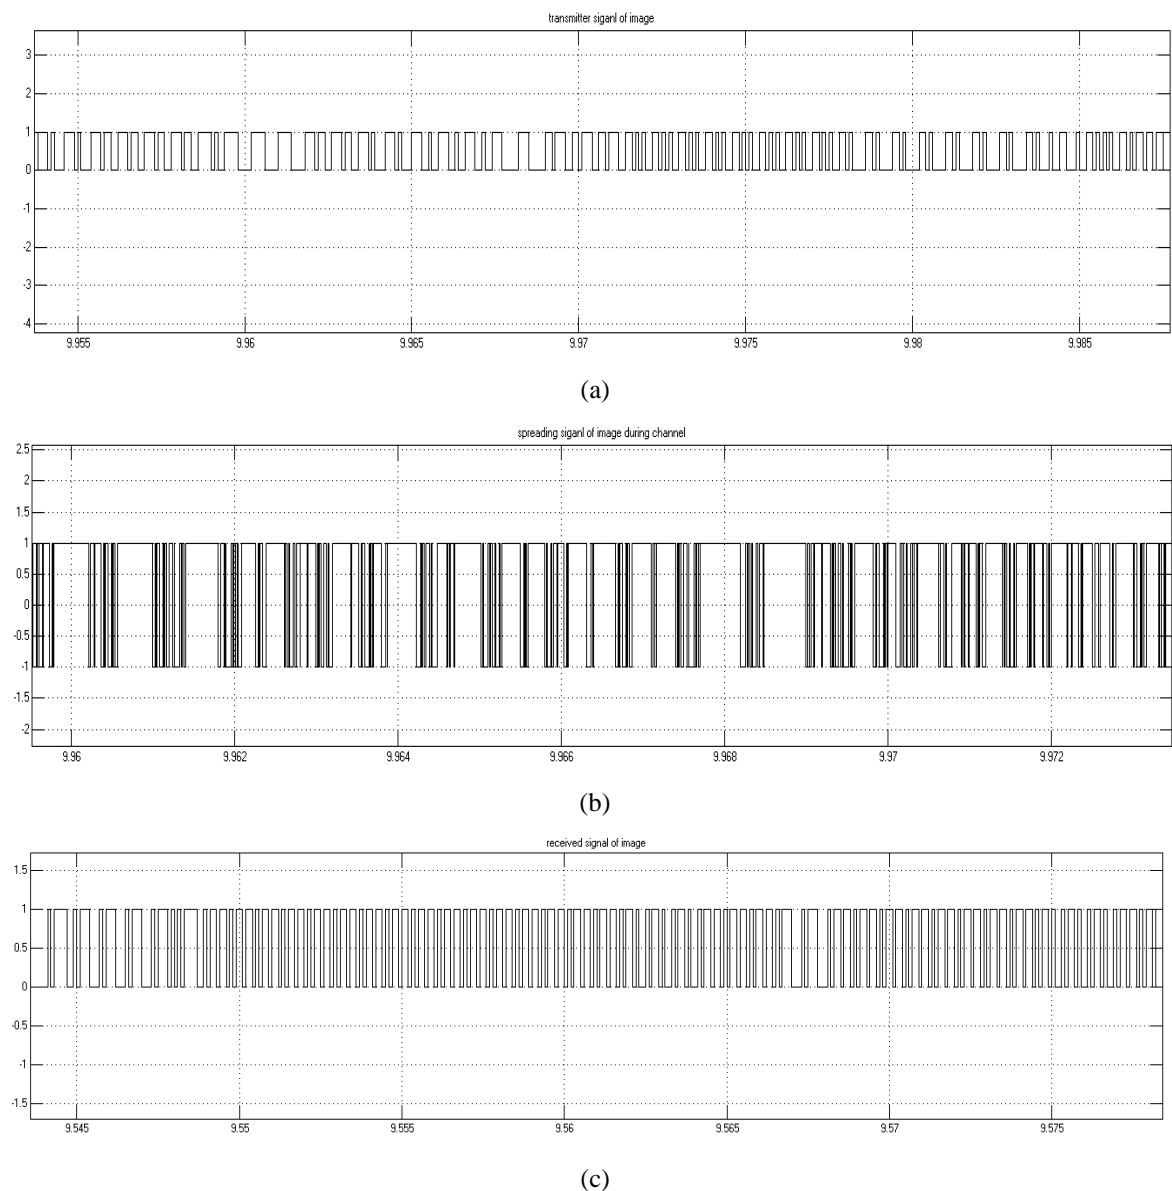 transmitter siganl of image
3
2
1
0
-1
-2
-3
-4
9.955 9.96 9.965 9.97 9.975 9.98 9.985
(a)
spreading siganl of image during channel
2.5
2
1.5
1
0.5
0
-0.5
-1
-1.5
-2
9.96 9.962 9.964 9.966 9.968 9.97 9.972
(b)
received signal of image
1.5
1
0.5
0
-0.5
-1
-1.5
9.545 9.55 9.555 9.56 9.565 9.57 9.575
(c)